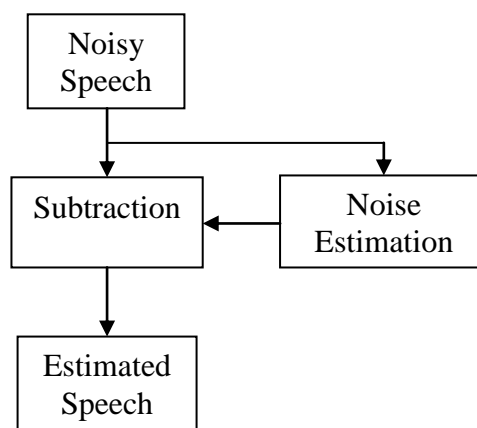 Noisy
Speech
Subtraction
Noise
Estimation
Estimated
Speech